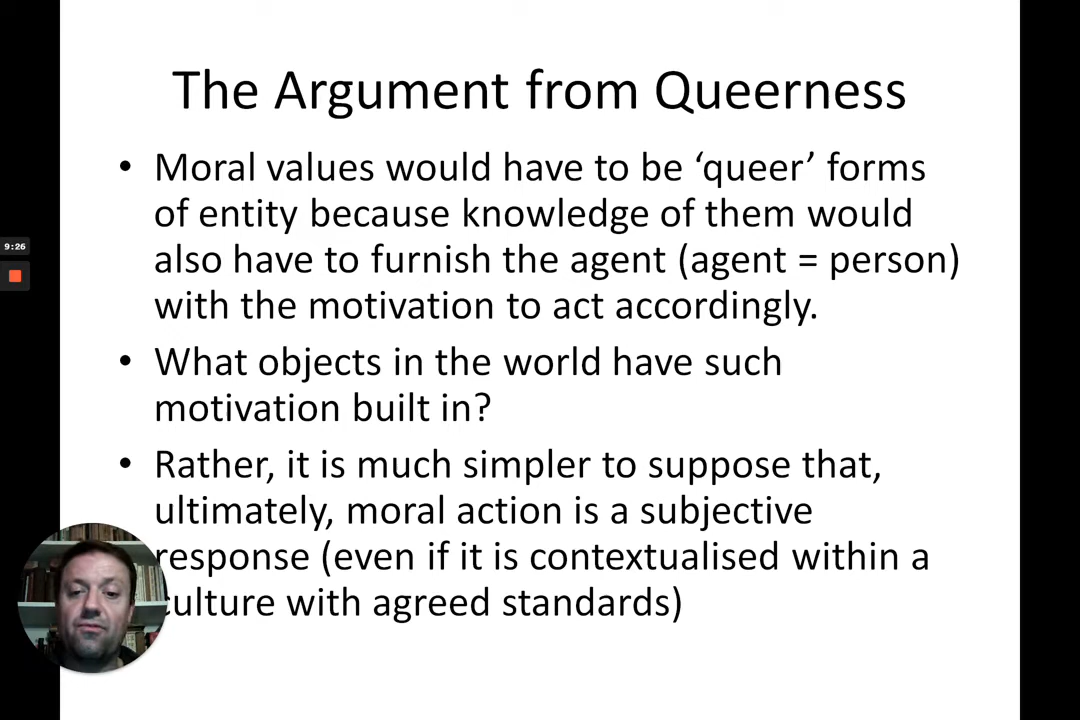 The Argument from Queerness
• Moral values would have to be ‘queer’ forms
of entity because knowledge of them would
also have to furnish the agent (agent = person)
with the motivation to act accordingly.
9:26
• What objects in the world have such
motivation built in?
• Rather, it is much simpler to suppose that,
ultimately, moral action is a subjective
response (even if it is contextualised within a
culture with agreed standards)